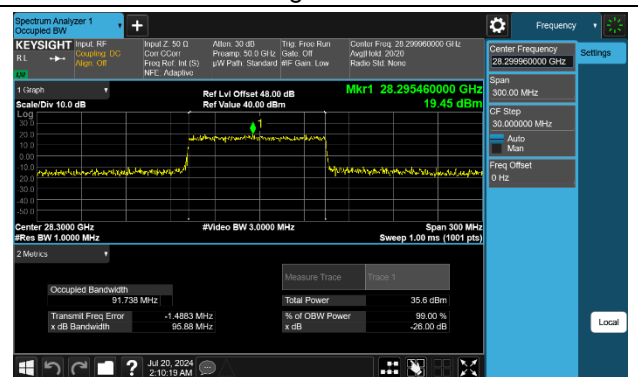 Spectrum Analyzer 1
Occupied BW
+
Frequency
KEYSIGHT
Input: RF
Input Z: 50 Ω
Atten: 30 dB
Trig: Free Run
Center Freq: 28.299960000 GHz
RL
Coupling: DC
Corr CCorr
Preamp: 50.0 GHz
Gate: Off
Avg|Hold: 20/20
Align: Off
Freq Ref: Int (S)
µW Path: Standard
#IF Gain: Low
Radio Std: None
NFE: Adaptive
LXI
Center Frequency
28.299960000 GHz
Settings
Span
300.00 MHz
CF Step
30.000000 MHz
Auto
Man
Freq Offset
0 Hz
Local
1 Graph
Ref Lvl Offset 48.00 dB
Mkr1 28.295460000 GHz
Scale/Div 10.0 dB
Ref Value 40.00 dBm
19.45 dBm
Log
30.0
20.0
10.0
0.00
-10.0
-20.0
-30.0
-40.0
-50.0
1
Center 28.3000 GHz
#Video BW 3.0000 MHz
Span 300 MHz
#Res BW 1.0000 MHz
Sweep 1.00 ms (1001 pts)
2 Metrics
Measure Trace
Trace 1
Occupied Bandwidth
91.738 MHz
Total Power
35.6 dBm
Transmit Freq Error
-1.4883 MHz
% of OBW Power
99.00 %
x dB Bandwidth
95.88 MHz
x dB
-26.00 dB
?
Jul 20, 2024
2:10:19 AM